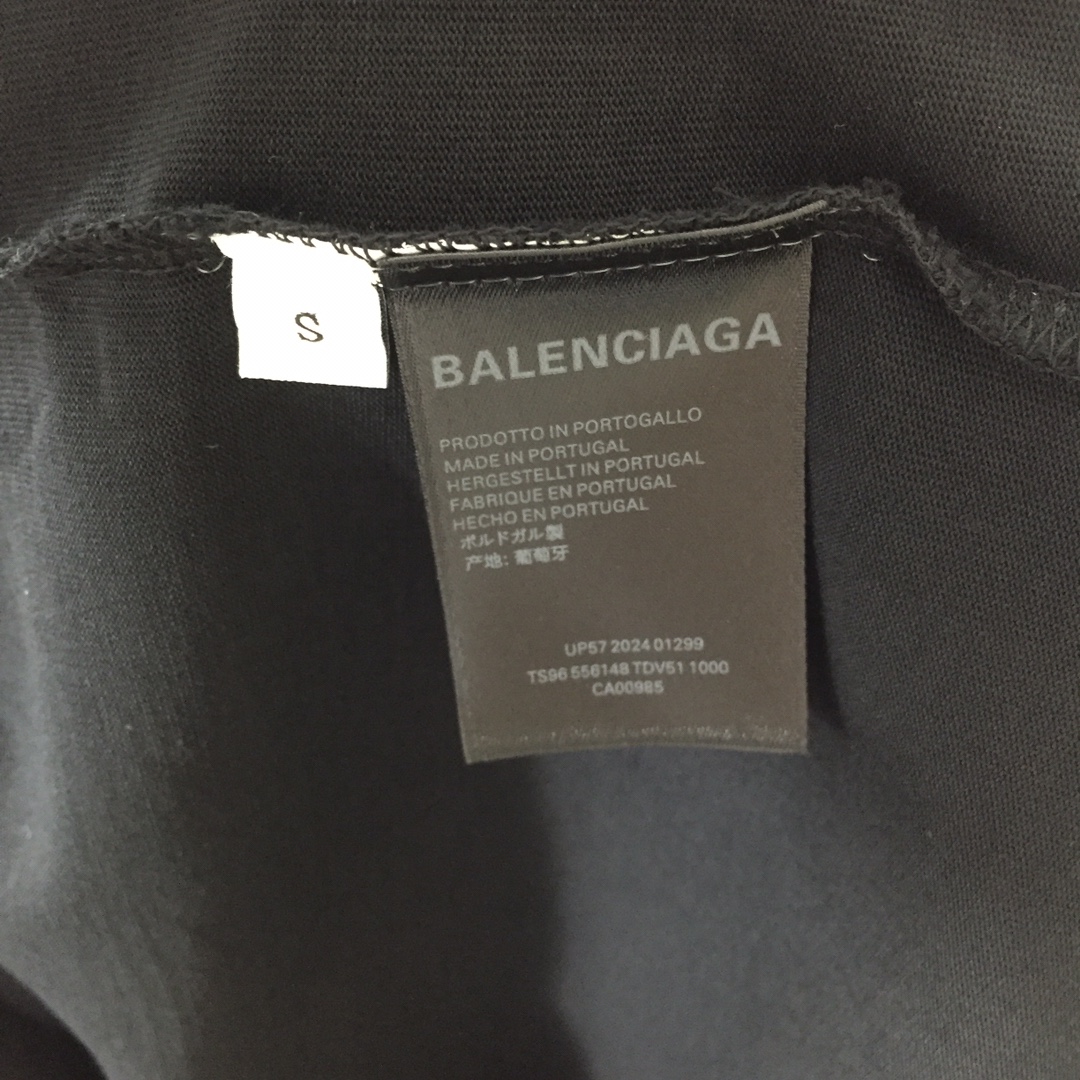 S
BALENCIAGA
PRODOTTO IN PORTOGALLO
MADE IN PORTUGAL
HERGESTELLT IN PORTUGAL
FABRIQUE EN PORTUGAL
HECHO EN PORTUGAL
ポルドガル製
产地: 葡萄牙
UP57 2024 01299
TS96 556148 TDV51 1000
CA00985